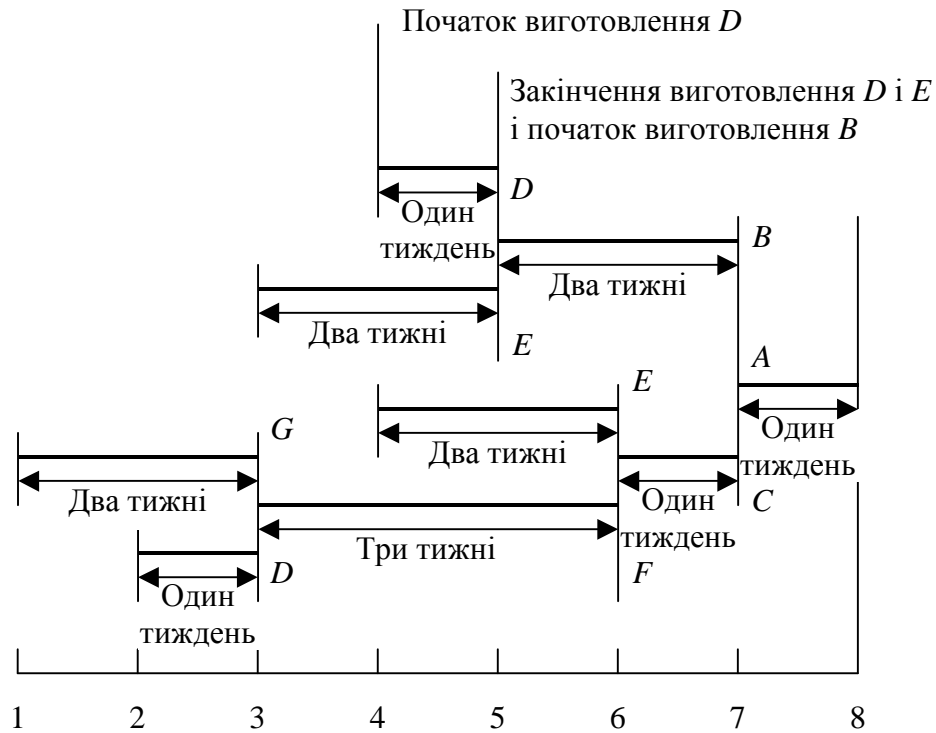 Початок виготовлення D
Закінчення виготовлення D і E
і початок виготовлення B
D
Один
тиждень
B
Два тижні
Два тижні
E
A
E
Один
тиждень
G
Два тижні
Два тижні
C
Один
тиждень
Три тижні
D
F
Один
тиждень
1 2 3 4 5 6 7 8